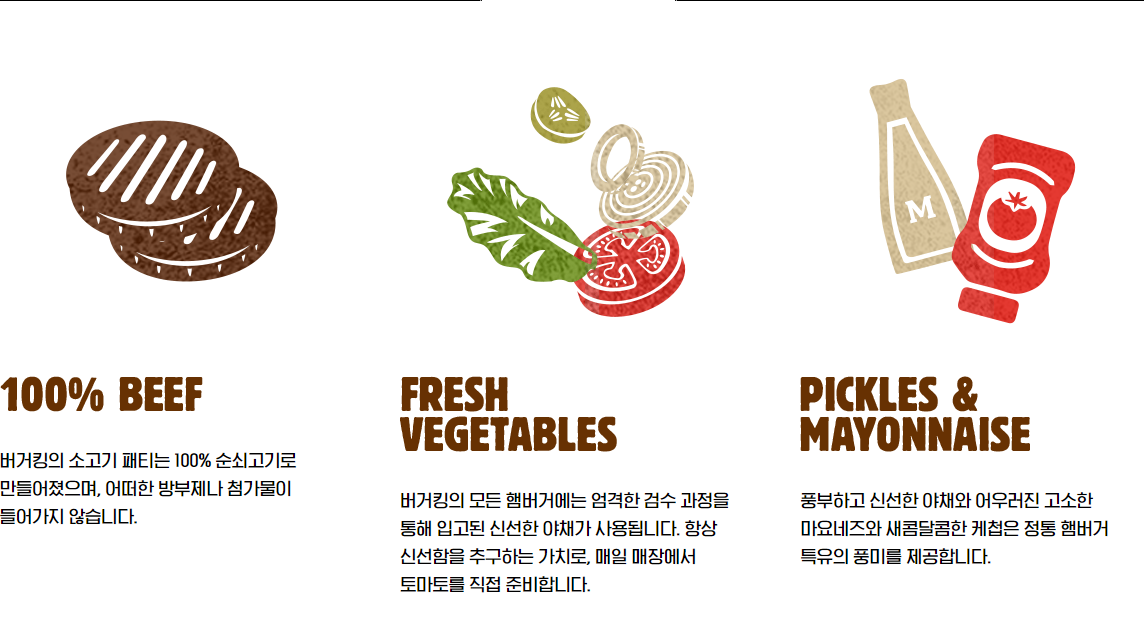 M
100% BEEF
버거킹의 소고기 패티는 100% 순쇠고기로
만들어졌으며, 어떠한 방부제나 첨가물이
들어가지 않습니다.
FRESH
VEGETABLES
버거킹의 모든 햄버거에는 엄격한 검수 과정을
통해 입고된 신선한 야채가 사용됩니다. 항상
신선함을 추구하는 가치로, 매일 매장에서
토마토를 직접 준비합니다.
PICKLES &
MAYONNAISE
풍부하고 신선한 야채와 어우러진 고소한
마요네즈와 새콤달콤한 케첩은 정통 햄버거
특유의 풍미를 제공합니다.